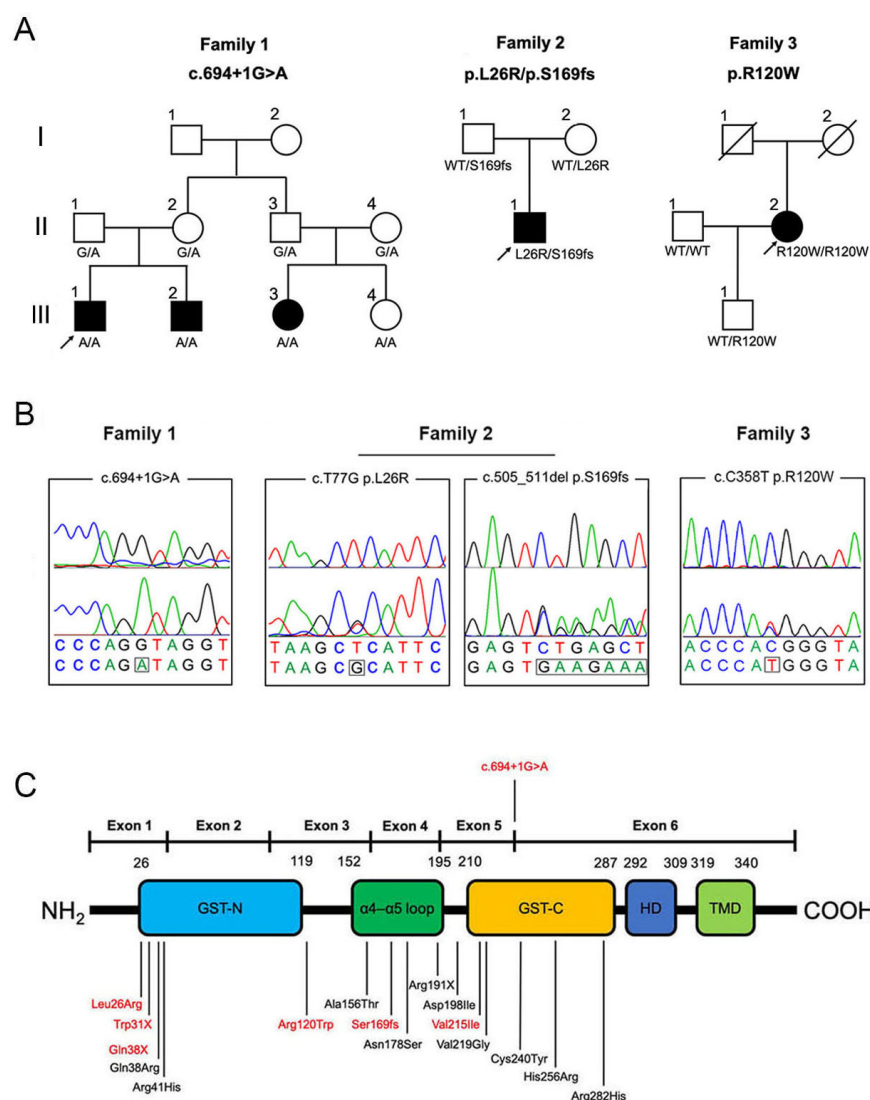 A
Family 1
c.694+1G>A
Family 2
p.L26R/p.S169fs
Family 3
p.R120W
I
1
2
1
2
1
2
WT/S169fs
WT/L26R
II
1
2
3
4
1
2
G/A
G/A
G/A
G/A
L26R/S169fs
WT/WT
R120W/R120W
III
1
2
3
4
1
A/A
A/A
A/A
A/A
WT/R120W
B
Family 1
Family 2
Family 3
c.694+1G>A
c.T77G p.L26R
c.505_511del p.S169fs
c.C358T p.R120W
CCCAGGTAGGT
CCCAGATAGGT
TAAGCTCATTC
TAAGCGCATTC
GAGTCTGAGCT
GAGTGAAGAAA
ACCCACGGGTA
ACCCATGGGTA
C
c.694+1G>A
Exon 1
Exon 2
Exon 3
Exon 4
Exon 5
Exon 6
26
119
152
195
210
287
292
309
319
340
NH2
GST-N
α4–α5 loop
GST-C
HD
TMD
COOH
Leu26Arg
Trp31X
Gln38X
Gln38Arg
Arg41His
Arg120Trp
Ala156Thr
Ser169fs
Asn178Ser
Arg191X
Asp198Ile
Val215Ile
Val219Gly
Cys240Tyr
His256Arg
Arg282His